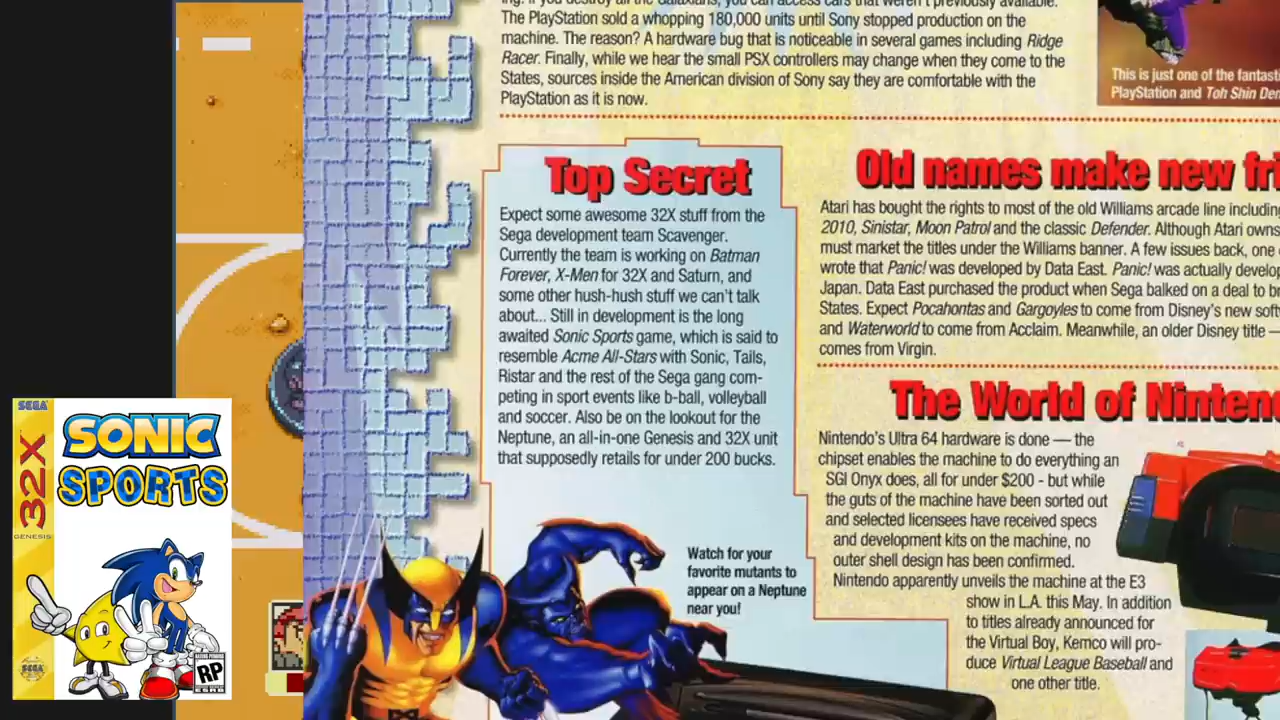 ing. If you destroy all the Galaxians, you can access cars that weren't previously available.
The PlayStation sold a whopping 180,000 units until Sony stopped production on the
machine. The reason? A hardware bug that is noticeable in several games including Ridge
Racer. Finally, while we hear the small PSX controllers may change when they come to the
States, sources inside the American division of Sony say they are comfortable with the
PlayStation as it is now.
This is just one of the fantasti
PlayStation and Toh Shin Den
Top Secret
Expect some awesome 32X stuff from the
Sega development team Scavenger.
Currently the team is working on Batman
Forever, X-Men for 32X and Saturn, and
some other hush-hush stuff we can't talk
about... Still in development is the long
awaited Sonic Sports game, which is said to
resemble Acme All-Stars with Sonic, Tails,
Ristar and the rest of the Sega gang com-
peting in sport events like b-ball, volleyball
and soccer. Also be on the lookout for the
Neptune, an all-in-one Genesis and 32X unit
that supposedly retails for under 200 bucks.
Watch for your
favorite mutants to
appear on a Neptune
near you!
Old names make new fri
Atari has bought the rights to most of the old Williams arcade line including
2010, Sinistar, Moon Patrol and the classic Defender. Although Atari owns
must market the titles under the Williams banner. A few issues back, one
wrote that Panic! was developed by Data East. Panic! was actually develop
Japan. Data East purchased the product when Sega balked on a deal to br
States. Expect Pocahontas and Gargoyles to come from Disney's new soft
and Waterworld to come from Acclaim. Meanwhile, an older Disney title —
comes from Virgin.
The World of Ninten
Nintendo's Ultra 64 hardware is done — the
chipset enables the machine to do everything an
SGI Onyx does, all for under $200 - but while
the guts of the machine have been sorted out
and selected licensees have received specs
and development kits on the machine, no
outer shell design has been confirmed.
Nintendo apparently unveils the machine at the E3
show in L.A. this May. In addition
to titles already announced for
the Virtual Boy, Kemco will pro-
duce Virtual League Baseball and
one other title.
SEGA
32X
GENESIS
SONIC
SPORTS
SEGA
RP
ESRB